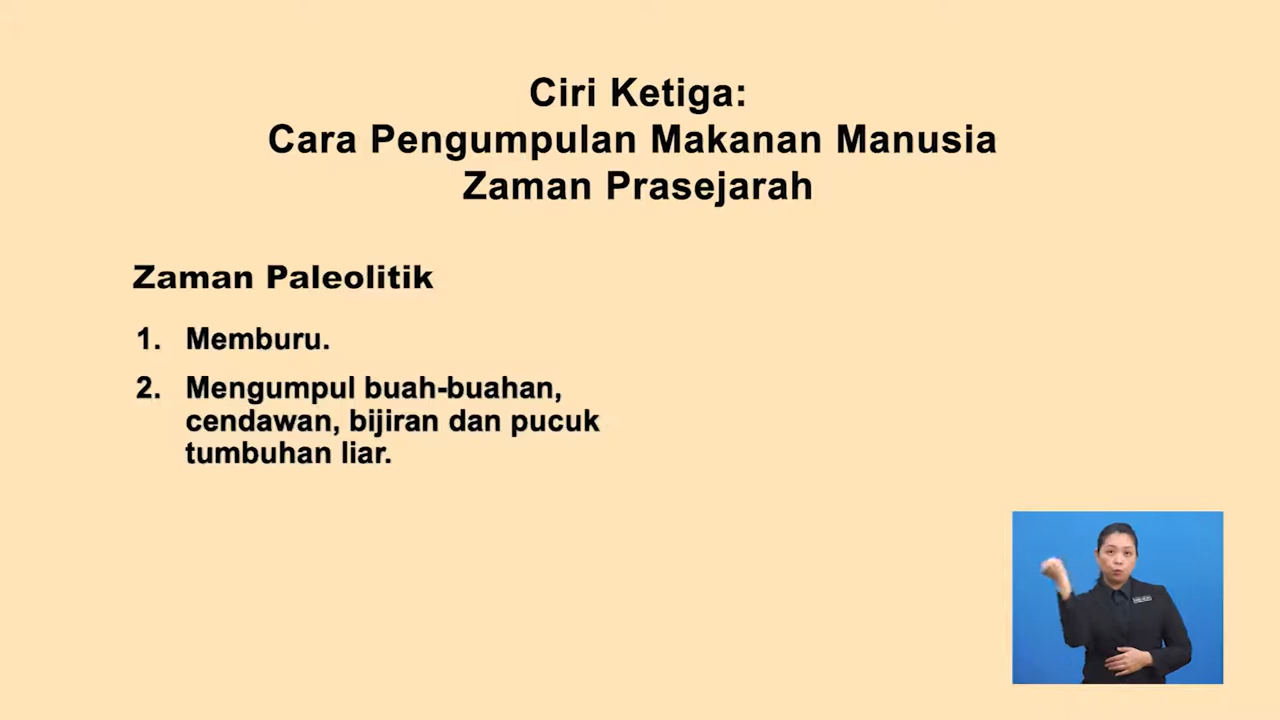 Ciri Ketiga:
Cara Pengumpulan Makanan Manusia
Zaman Prasejarah
Zaman Paleolitik
1. Memburu.
2. Mengumpul buah-buahan,
cendawan, bijiran dan pucuk
tumbuhan liar.